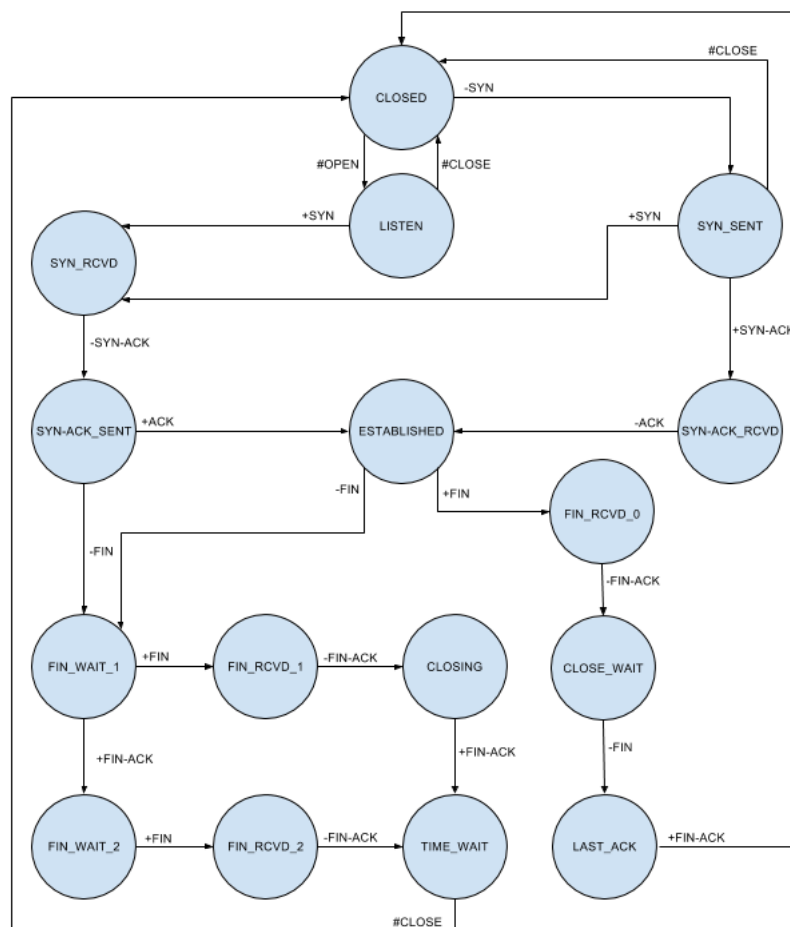 #CLOSE
CLOSED
-SYN
#OPEN
#CLOSE
+SYN
LISTEN
+SYN
SYN_SENT
SYN_RCVD
-SYN-ACK
+SYN-ACK
SYN-ACK_SENT
+ACK
ESTABLISHED
-ACK
SYN-ACK_RCVD
-FIN
+FIN
FIN_RCVD_0
-FIN
-FIN-ACK
FIN_WAIT_1
+FIN
FIN_RCVD_1
-FIN-ACK
CLOSING
CLOSE_WAIT
+FIN-ACK
+FIN-ACK
-FIN
FIN_WAIT_2
+FIN
FIN_RCVD_2
-FIN-ACK
TIME_WAIT
LAST_ACK
+FIN-ACK
#CLOSE